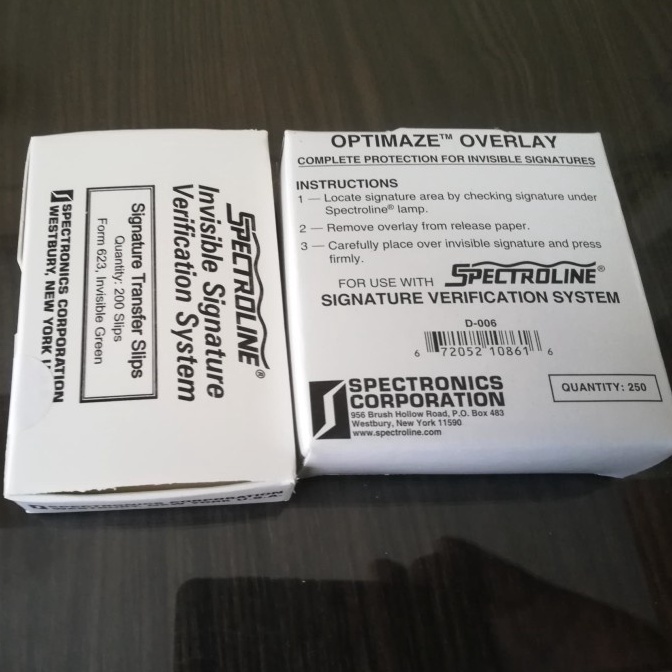 SPECTROLINE®
Invisible Signature
Verification System
Signature Transfer Slips
Quantity: 200 Slips
Form 623, Invisible Green
SPECTRONICS CORPORATION
WESTBURY, NEW YORK
SPECTRONICS CORPORATION
OPTIMAZE™ OVERLAY
COMPLETE PROTECTION FOR INVISIBLE SIGNATURES
INSTRUCTIONS
1 — Locate signature area by checking signature under
Spectroline® lamp.
2 — Remove overlay from release paper.
3 — Carefully place over invisible signature and press
firmly.
FOR USE WITH SPECTROLINE®
SIGNATURE VERIFICATION SYSTEM
D-006
6 72052 10861 6
SPECTRONICS
CORPORATION
956 Brush Hollow Road, P.O. Box 483
Westbury, New York 11590
www.spectroline.com
QUANTITY: 250